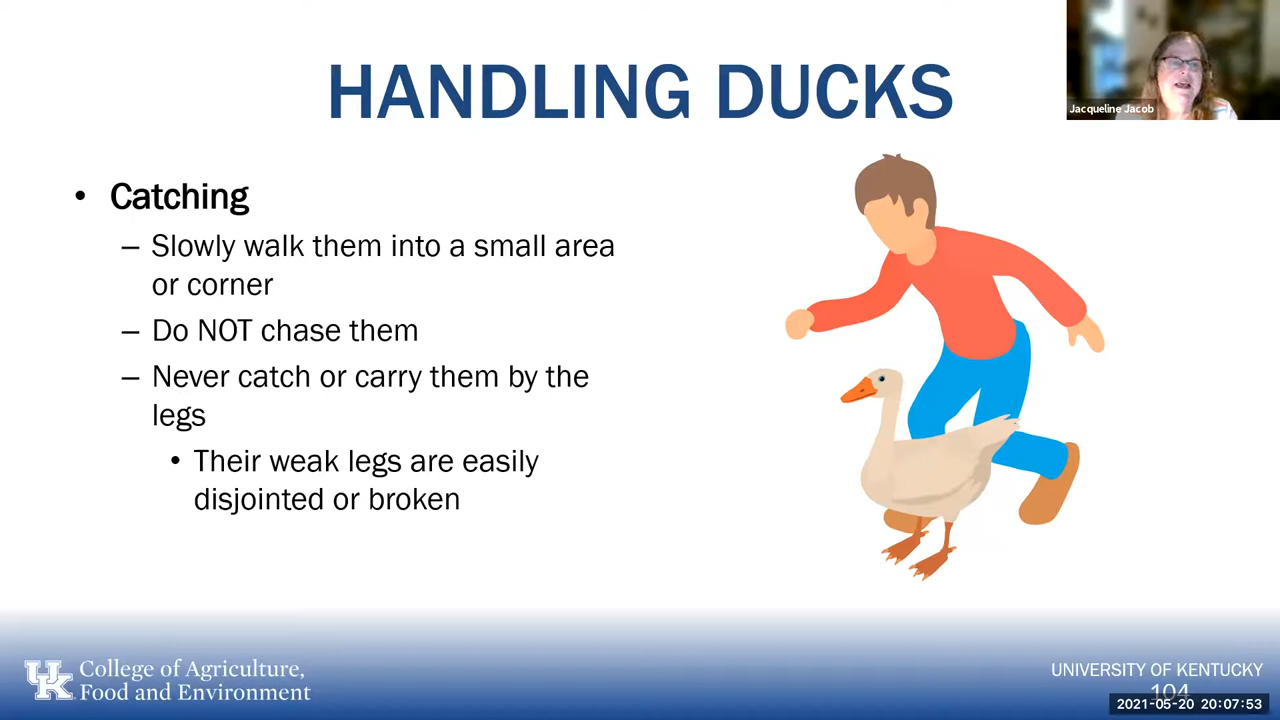 HANDLING DUCKS
Jacqueline Jacob
• Catching
– Slowly walk them into a small area
or corner
– Do NOT chase them
– Never catch or carry them by the
legs
• Their weak legs are easily
disjointed or broken
UK College of Agriculture,
Food and Environment
UNIVERSITY OF KENTUCKY
104
2021-05-20 20:07:53